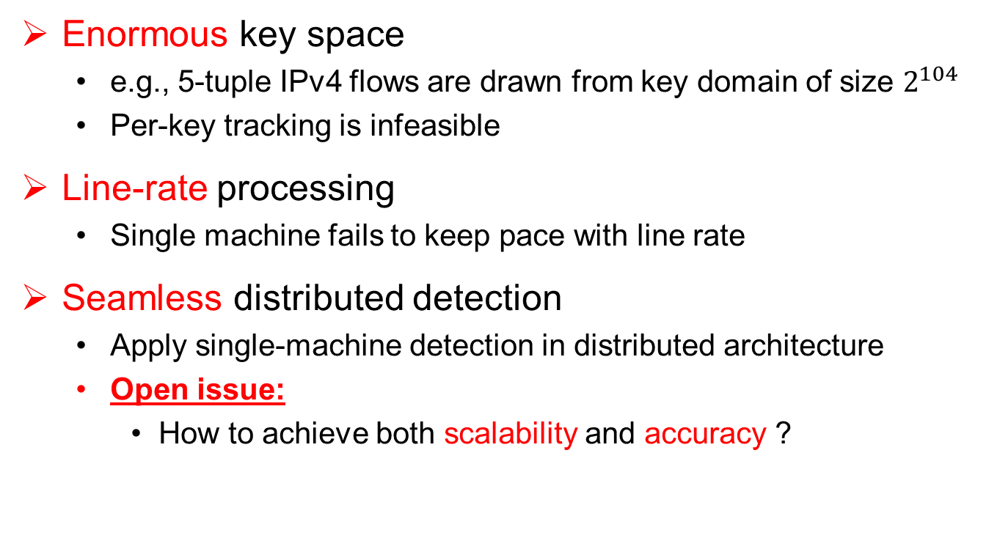 ➢ Enormous key space
• e.g., 5-tuple IPv4 flows are drawn from key domain of size 2¹⁰⁴
• Per-key tracking is infeasible
➢ Line-rate processing
• Single machine fails to keep pace with line rate
➢ Seamless distributed detection
• Apply single-machine detection in distributed architecture
• Open issue:
• How to achieve both scalability and accuracy ?